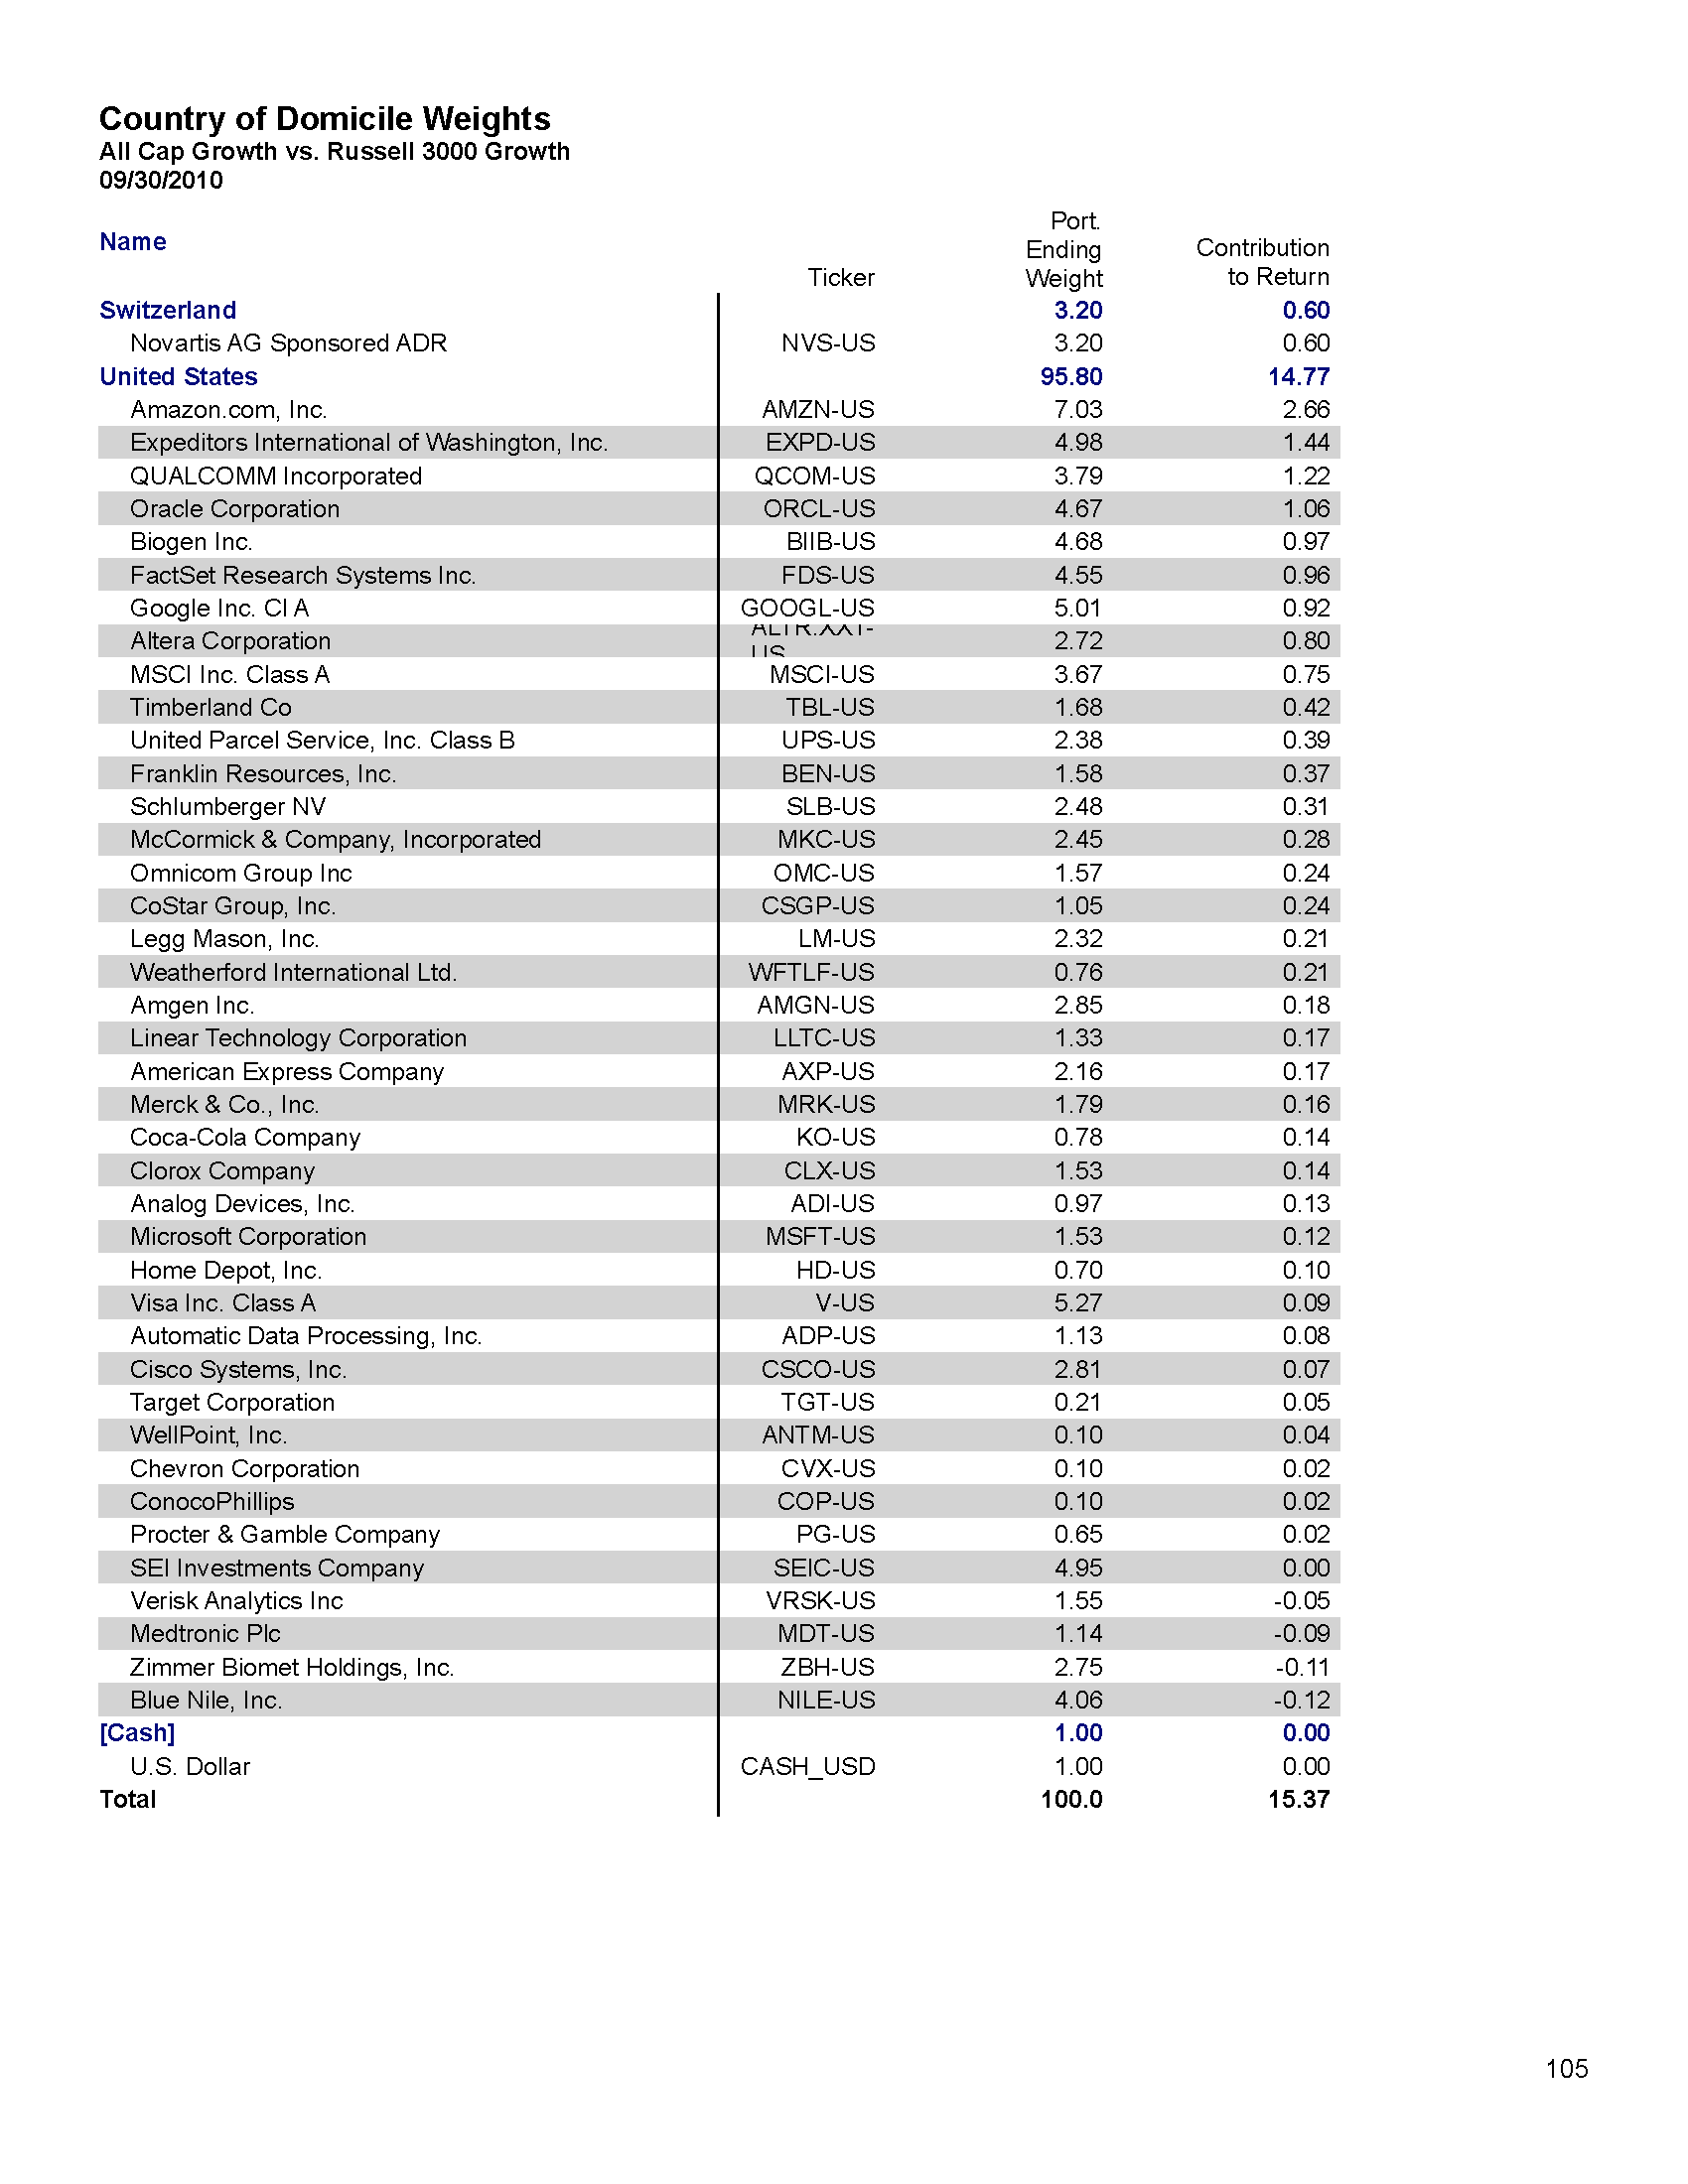 Country of Domicile Weights
All Cap Growth vs. Russell 3000 Growth
09/30/2010
Name Ticker Port. Ending Weight Contribution to Return
Switzerland 3.20 0.60
Novartis AG Sponsored ADR NVS-US 3.20 0.60
United States 95.80 14.77
Amazon.com, Inc. AMZN-US 7.03 2.66
Expeditors International of Washington, Inc. EXPD-US 4.98 1.44
QUALCOMM Incorporated QCOM-US 3.79 1.22
Oracle Corporation ORCL-US 4.67 1.06
Biogen Inc. BIIB-US 4.68 0.97
FactSet Research Systems Inc. FDS-US 4.55 0.96
Google Inc. Cl A GOOGL-US 5.01 0.92
Altera Corporation 2.72 0.80
MSCI Inc. Class A MSCI-US 3.67 0.75
Timberland Co TBL-US 1.68 0.42
United Parcel Service, Inc. Class B UPS-US 2.38 0.39
Franklin Resources, Inc. BEN-US 1.58 0.37
Schlumberger NV SLB-US 2.48 0.31
McCormick & Company, Incorporated MKC-US 2.45 0.28
Omnicom Group Inc OMC-US 1.57 0.24
CoStar Group, Inc. CSGP-US 1.05 0.24
Legg Mason, Inc. LM-US 2.32 0.21
Weatherford International Ltd. WFTLF-US 0.76 0.21
Amgen Inc. AMGN-US 2.85 0.18
Linear Technology Corporation LLTC-US 1.33 0.17
American Express Company AXP-US 2.16 0.17
Merck & Co., Inc. MRK-US 1.79 0.16
Coca-Cola Company KO-US 0.78 0.14
Clorox Company CLX-US 1.53 0.14
Analog Devices, Inc. ADI-US 0.97 0.13
Microsoft Corporation MSFT-US 1.53 0.12
Home Depot, Inc. HD-US 0.70 0.10
Visa Inc. Class A V-US 5.27 0.09
Automatic Data Processing, Inc. ADP-US 1.13 0.08
Cisco Systems, Inc. CSCO-US 2.81 0.07
Target Corporation TGT-US 0.21 0.05
WellPoint, Inc. ANTM-US 0.10 0.04
Chevron Corporation CVX-US 0.10 0.02
ConocoPhillips COP-US 0.10 0.02
Procter & Gamble Company PG-US 0.65 0.02
SEI Investments Company SEIC-US 4.95 0.00
Verisk Analytics Inc VRSK-US 1.55 -0.05
Medtronic Plc MDT-US 1.14 -0.09
Zimmer Biomet Holdings, Inc. ZBH-US 2.75 -0.11
Blue Nile, Inc. NILE-US 4.06 -0.12
[Cash] 1.00 0.00
U.S. Dollar CASH_USD 1.00 0.00
Total 100.0 15.37
105